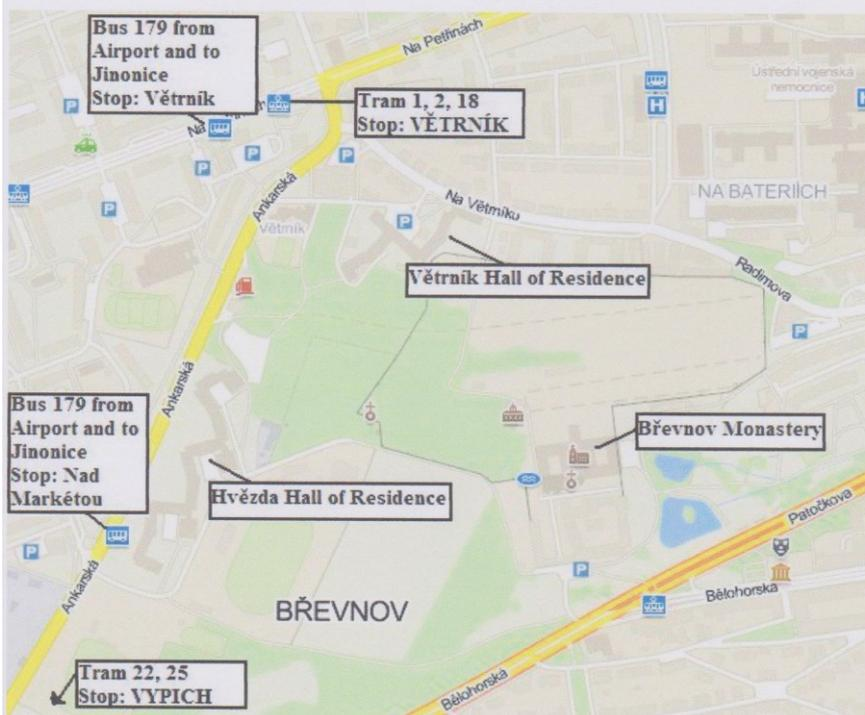 Bus 179 from
Airport and to
Jinonice
Stop: Větrník
Na Petřinách
Tram 1, 2, 18
Stop: VĚTRNÍK
Ústřední vojenská
nemocnice
H
H
P
P
P
P
P
P
P
Na
Ankarská
Větrník
Na Větrníku
NA BATERIÍCH
Radimova
Větrník Hall of Residence
P
Ankarská
Bus 179 from
Airport and to
Jinonice
Stop: Nad
Markétou
Břevnov Monastery
Hvězda Hall of Residence
Patočkova
P
P
Ankarská
BŘEVNOV
Bělohorská
Tram 22, 25
Stop: VYPICH
Bělohorská